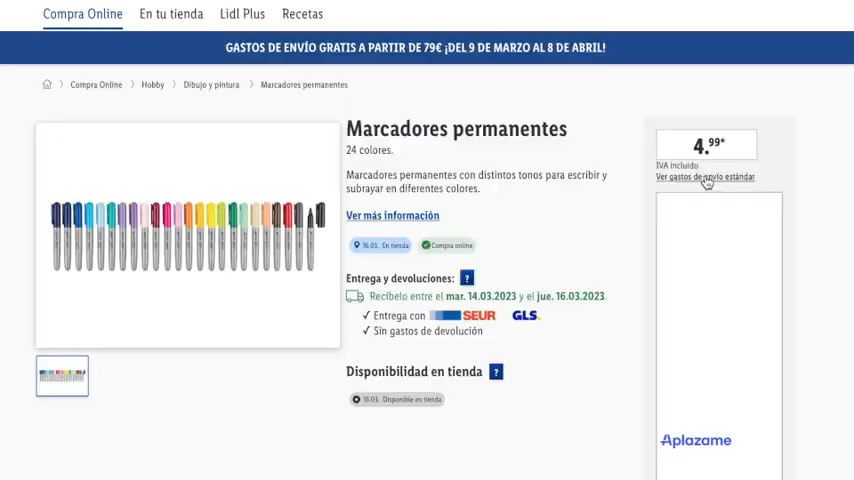 Compra Online En tu tienda Lidl Plus Recetas
GASTOS DE ENVÍO GRATIS A PARTIR DE 79€ ¡DEL 9 DE MARZO AL 8 DE ABRIL!
Compra Online Hobby Dibujo y pintura Marcadores permanentes
Marcadores permanentes
24 colores.
Marcadores permanentes con distintos tonos para escribir y
subrayar en diferentes colores.
Ver más información
16.03. En tienda Compra online
Entrega y devoluciones: ?
Recíbelo entre el mar. 14.03.2023 y el jue. 16.03.2023.
✓ Entrega con SEUR GLS.
✓ Sin gastos de devolución
Disponibilidad en tienda ?
16.03. Disponible en tienda
4.99*
IVA incluido
Ver gastos de envío estándar
Aplazame